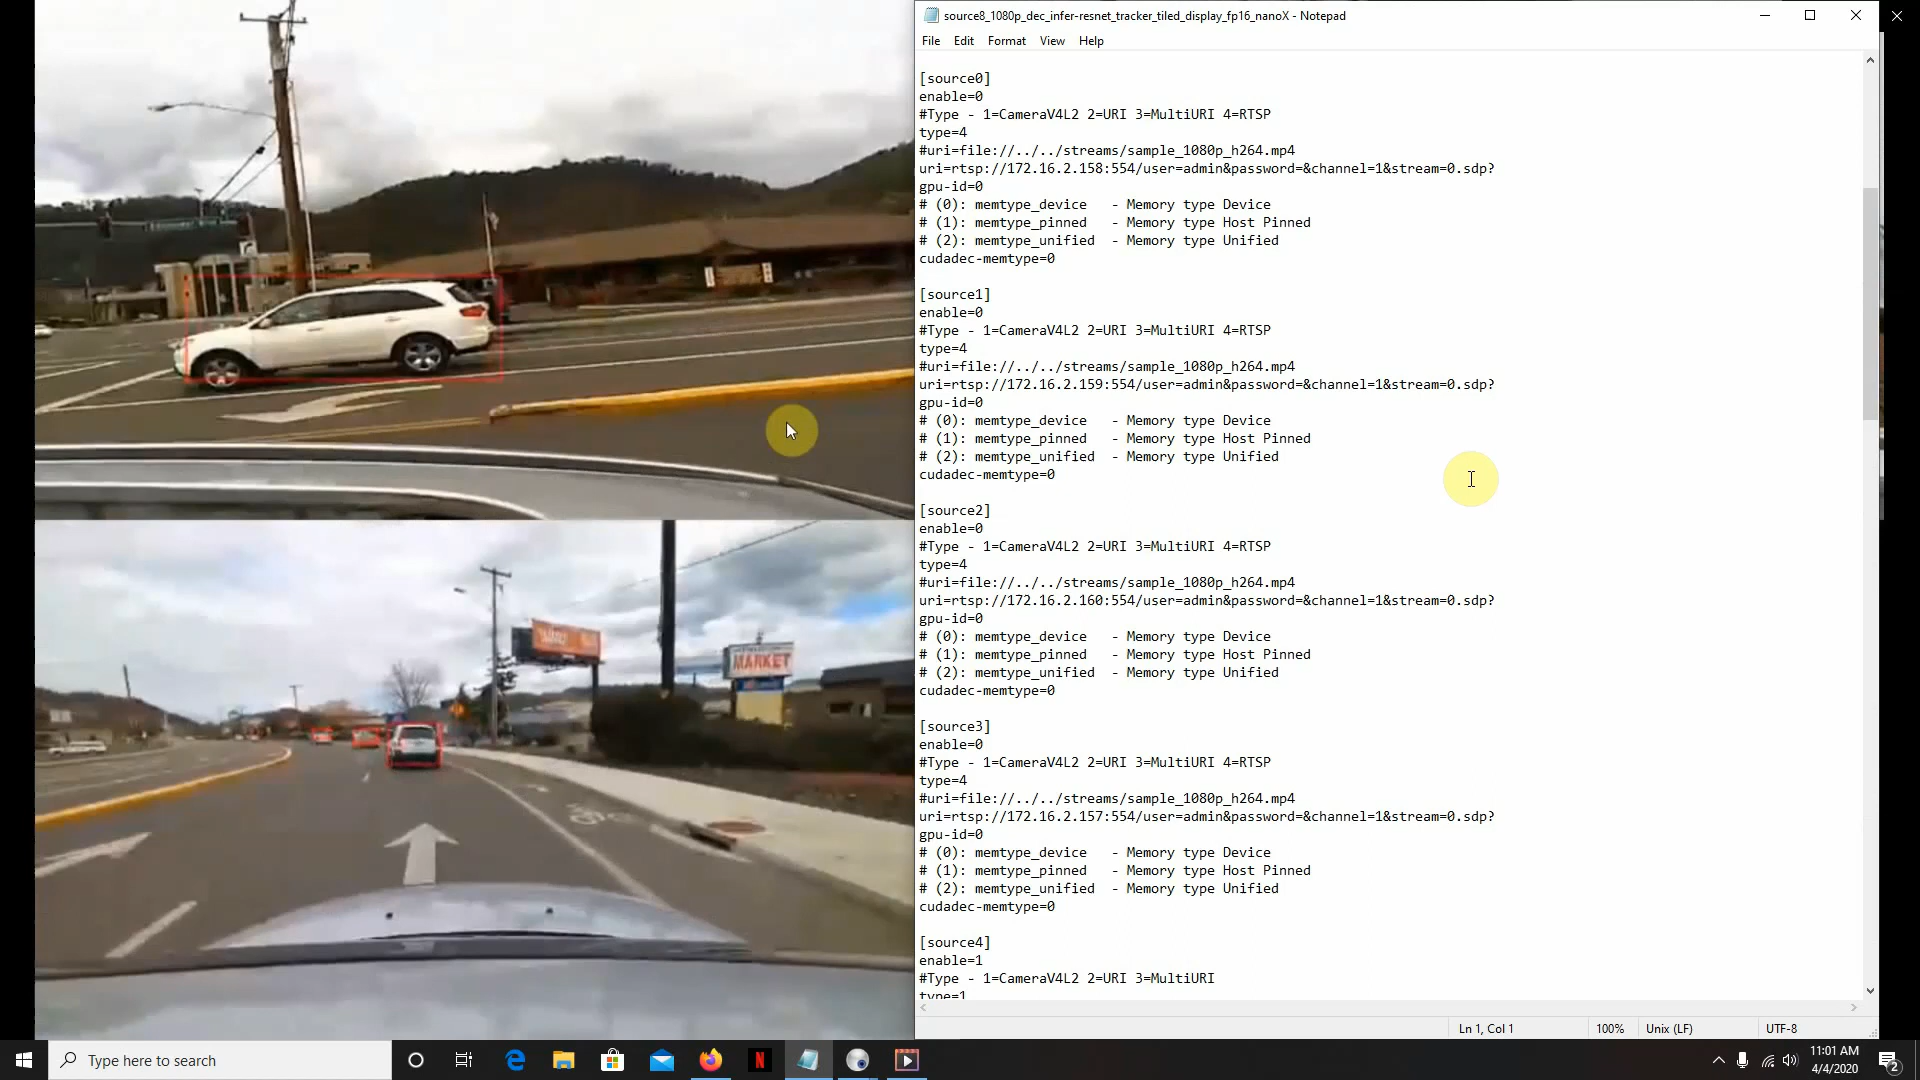 source8_1080p_dec_infer-resnet_tracker_tiled_display_fp16_nanoX - Notepad
File Edit Format View Help
[source0]
enable=0
#Type - 1=CameraV4L2 2=URI 3=MultiURI 4=RTSP
type=4
#uri=file://../../streams/sample_1080p_h264.mp4
uri=rtsp://172.16.2.158:554/user=admin&password=&channel=1&stream=0.sdp?
gpu-id=0
# (0): memtype_device   - Memory type Device
# (1): memtype_pinned   - Memory type Host Pinned
# (2): memtype_unified  - Memory type Unified
cudadec-memtype=0
[source1]
enable=0
#Type - 1=CameraV4L2 2=URI 3=MultiURI 4=RTSP
type=4
#uri=file://../../streams/sample_1080p_h264.mp4
uri=rtsp://172.16.2.159:554/user=admin&password=&channel=1&stream=0.sdp?
gpu-id=0
# (0): memtype_device   - Memory type Device
# (1): memtype_pinned   - Memory type Host Pinned
# (2): memtype_unified  - Memory type Unified
cudadec-memtype=0
[source2]
enable=0
#Type - 1=CameraV4L2 2=URI 3=MultiURI 4=RTSP
type=4
#uri=file://../../streams/sample_1080p_h264.mp4
uri=rtsp://172.16.2.160:554/user=admin&password=&channel=1&stream=0.sdp?
gpu-id=0
# (0): memtype_device   - Memory type Device
# (1): memtype_pinned   - Memory type Host Pinned
# (2): memtype_unified  - Memory type Unified
cudadec-memtype=0
[source3]
enable=0
#Type - 1=CameraV4L2 2=URI 3=MultiURI 4=RTSP
type=4
#uri=file://../../streams/sample_1080p_h264.mp4
uri=rtsp://172.16.2.157:554/user=admin&password=&channel=1&stream=0.sdp?
gpu-id=0
# (0): memtype_device   - Memory type Device
# (1): memtype_pinned   - Memory type Host Pinned
# (2): memtype_unified  - Memory type Unified
cudadec-memtype=0
[source4]
enable=1
#Type - 1=CameraV4L2 2=URI 3=MultiURI
type=1
Ln 1, Col 1 100% Unix (LF) UTF-8
MARKET
Type here to search
N
11:01 AM
4/4/2020
2